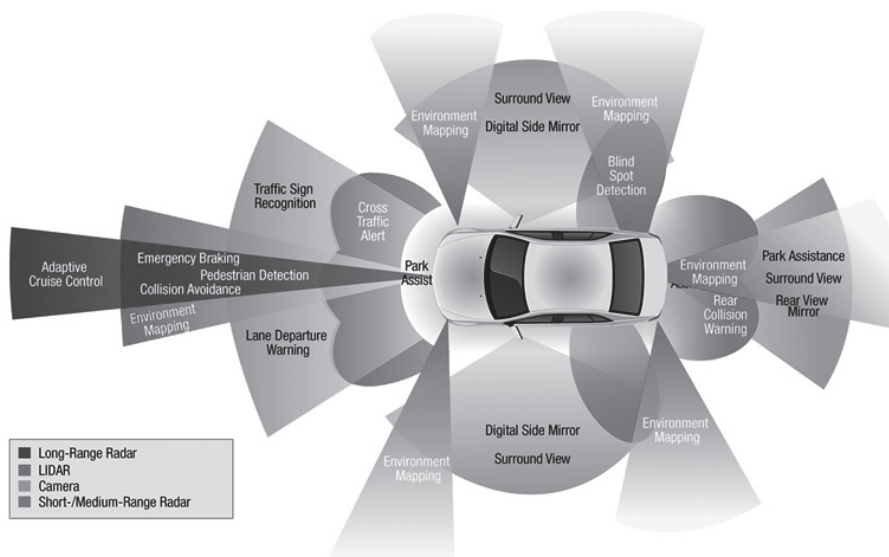 Surround View
Digital Side Mirror
Environment
Mapping
Environment
Mapping
Blind
Spot
Detection
Traffic Sign
Recognition
Cross
Traffic
Alert
Adaptive
Cruise Control
Emergency Braking
Pedestrian Detection
Collision Avoidance
Environment
Mapping
Lane Departure
Warning
Park
Assist
Environment
Mapping
Rear
Collision
Warning
Park Assistance
Surround View
Rear View
Mirror
Digital Side Mirror
Surround View
Environment
Mapping
Environment
Mapping
Long-Range Radar
LIDAR
Camera
Short-/Medium-Range Radar